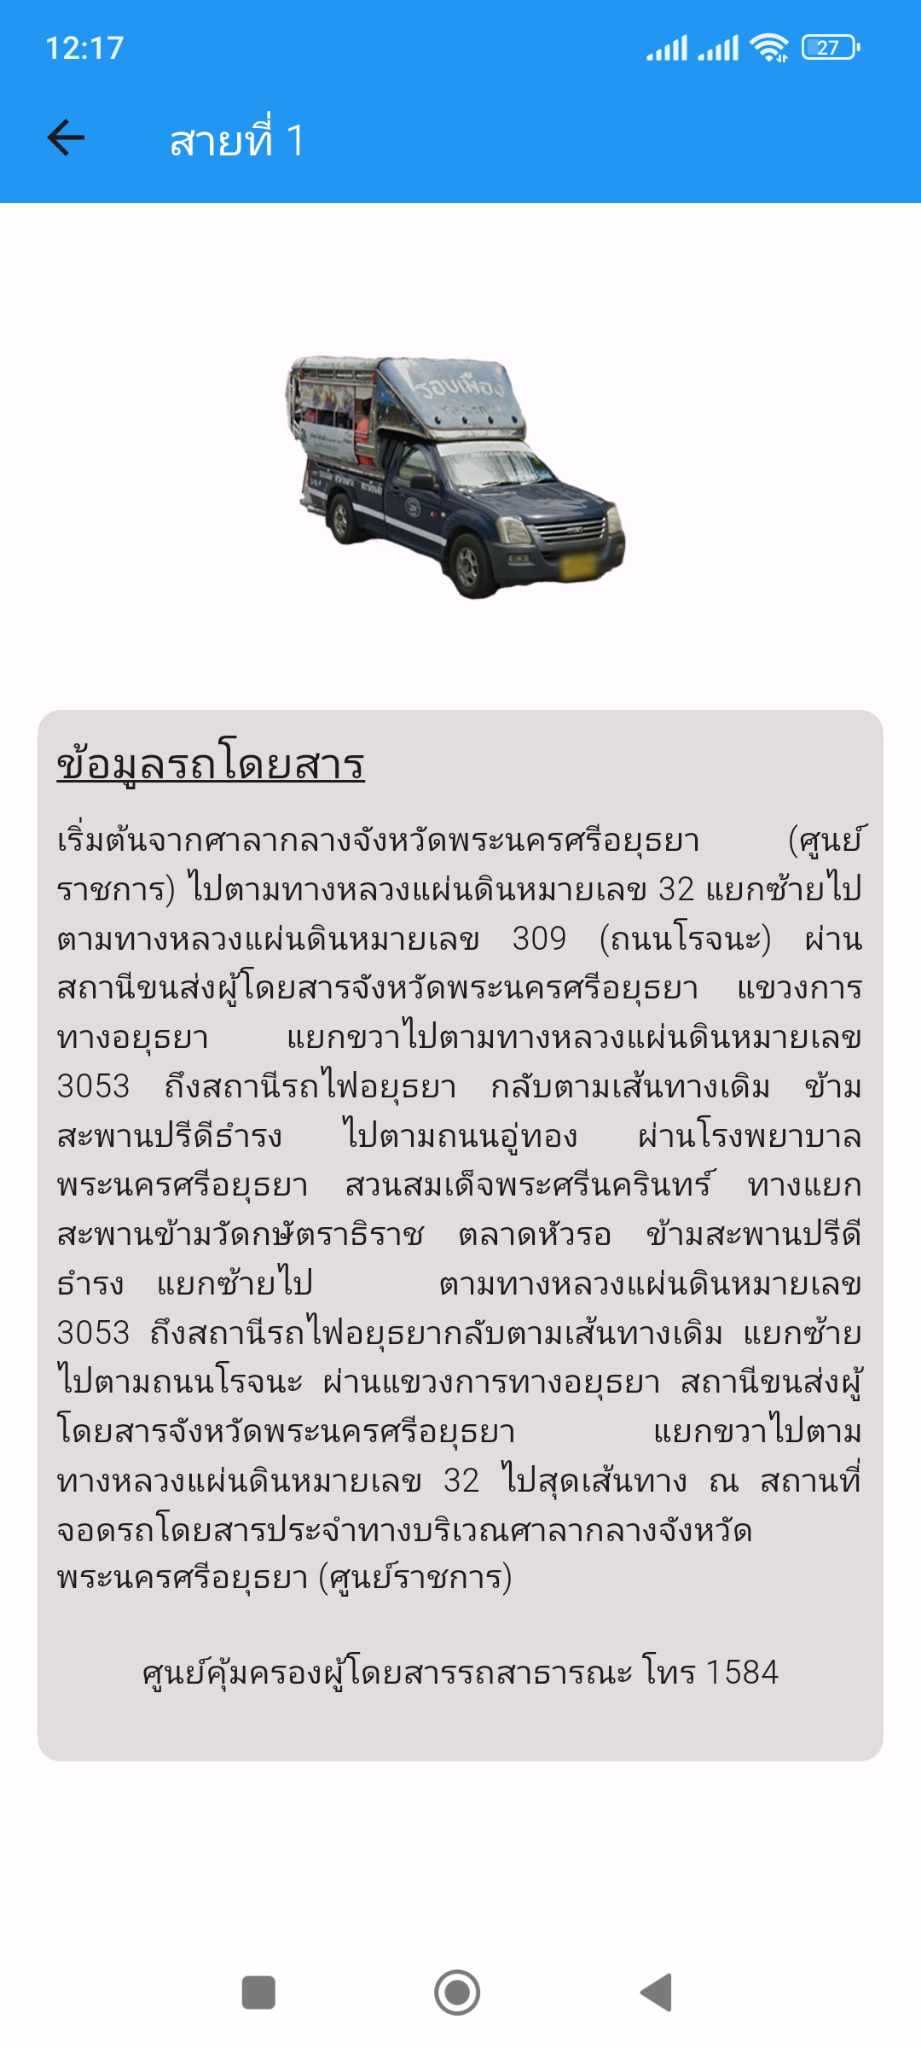 12:17
27
สายที่ 1
รอบเมือง
ข้อมูลรถโดยสาร
เริ่มต้นจากศาลากลางจังหวัดพระนครศรีอยุธยา (ศูนย์
ราชการ) ไปตามทางหลวงแผ่นดินหมายเลข 32 แยกซ้ายไป
ตามทางหลวงแผ่นดินหมายเลข 309 (ถนนโรจนะ) ผ่าน
สถานีขนส่งผู้โดยสารจังหวัดพระนครศรีอยุธยา แขวงการ
ทางอยุธยา แยกขวาไปตามทางหลวงแผ่นดินหมายเลข
3053 ถึงสถานีรถไฟอยุธยา กลับตามเส้นทางเดิม ข้าม
สะพานปรีดีธำรง ไปตามถนนอู่ทอง ผ่านโรงพยาบาล
พระนครศรีอยุธยา สวนสมเด็จพระศรีนครินทร์ ทางแยก
สะพานข้ามวัดกษัตราธิราช ตลาดหัวรอ ข้ามสะพานปรีดี
ธำรง แยกซ้ายไป ตามทางหลวงแผ่นดินหมายเลข
3053 ถึงสถานีรถไฟอยุธยากลับตามเส้นทางเดิม แยกซ้าย
ไปตามถนนโรจนะ ผ่านแขวงการทางอยุธยา สถานีขนส่งผู้
โดยสารจังหวัดพระนครศรีอยุธยา แยกขวาไปตาม
ทางหลวงแผ่นดินหมายเลข 32 ไปสุดเส้นทาง ณ สถานที่
จอดรถโดยสารประจำทางบริเวณศาลากลางจังหวัด
พระนครศรีอยุธยา (ศูนย์ราชการ)
ศูนย์คุ้มครองผู้โดยสารรถสาธารณะ โทร 1584